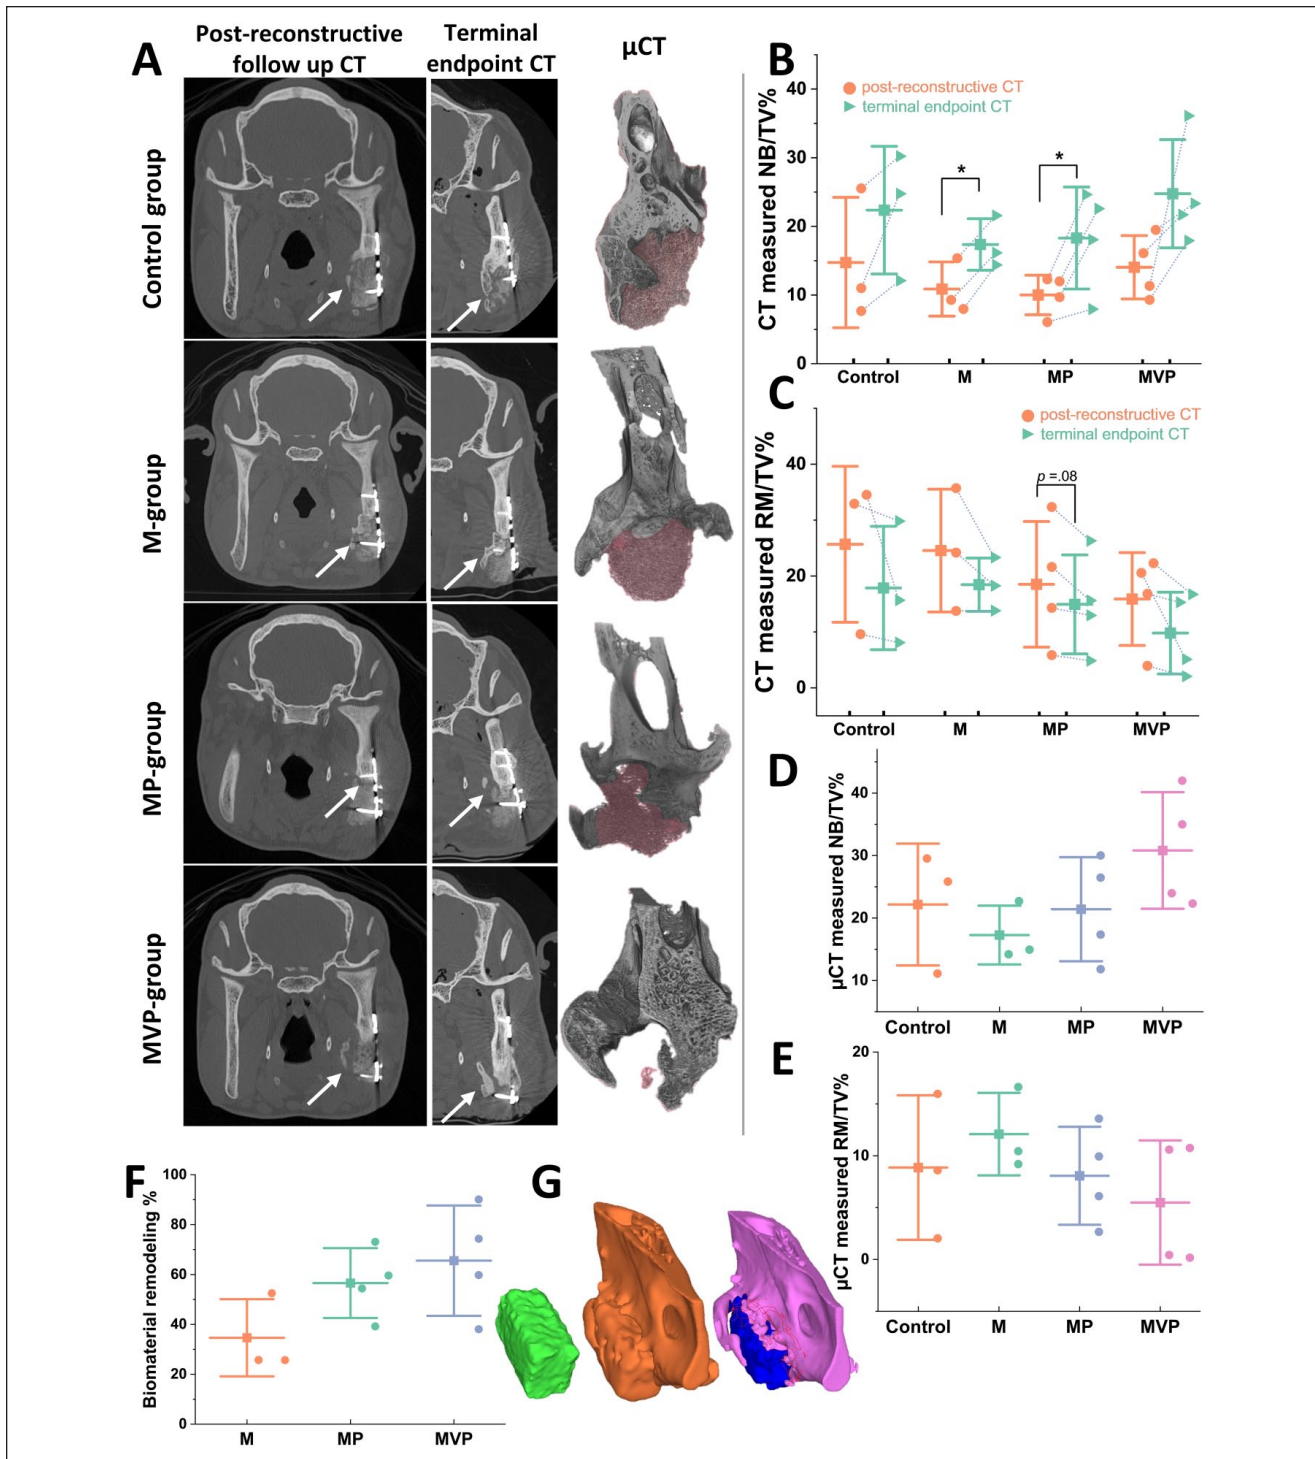 A
Post-reconstructive
follow up CT
Terminal
endpoint CT
µCT
Control group
M-group
MP-group
MVP-group
B
CT measured NB/TV%
40
30
20
10
0
post-reconstructive CT
terminal endpoint CT
*
*
Control M MP MVP
C
CT measured RM/TV%
40
20
0
post-reconstructive CT
terminal endpoint CT
p =.08
Control M MP MVP
D
µCT measured NB/TV%
40
30
20
10
Control M MP MVP
E
µCT measured RM/TV%
20
10
0
Control M MP MVP
F
Biomaterial remodeling %
100
80
60
40
20
0
M MP MVP
G